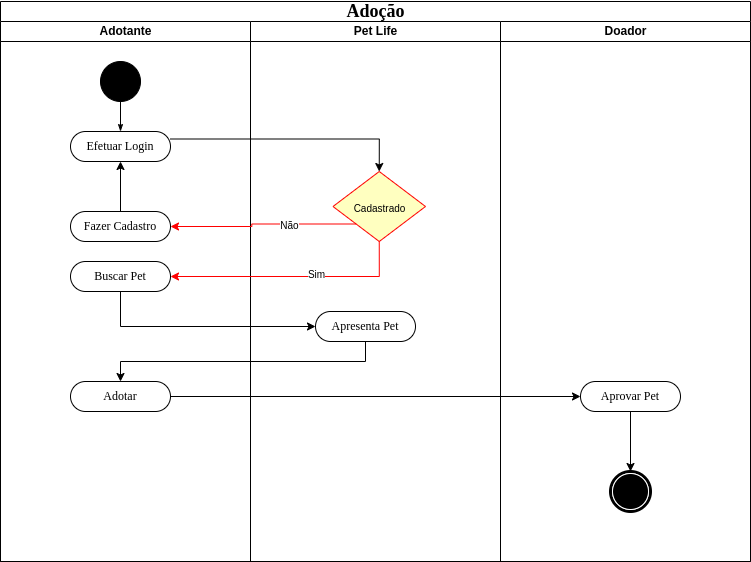 Adoção
Adotante
Pet Life
Doador
Efetuar Login
Cadastrado
Fazer Cadastro
Não
Buscar Pet
Sim
Apresenta Pet
Adotar
Aprovar Pet